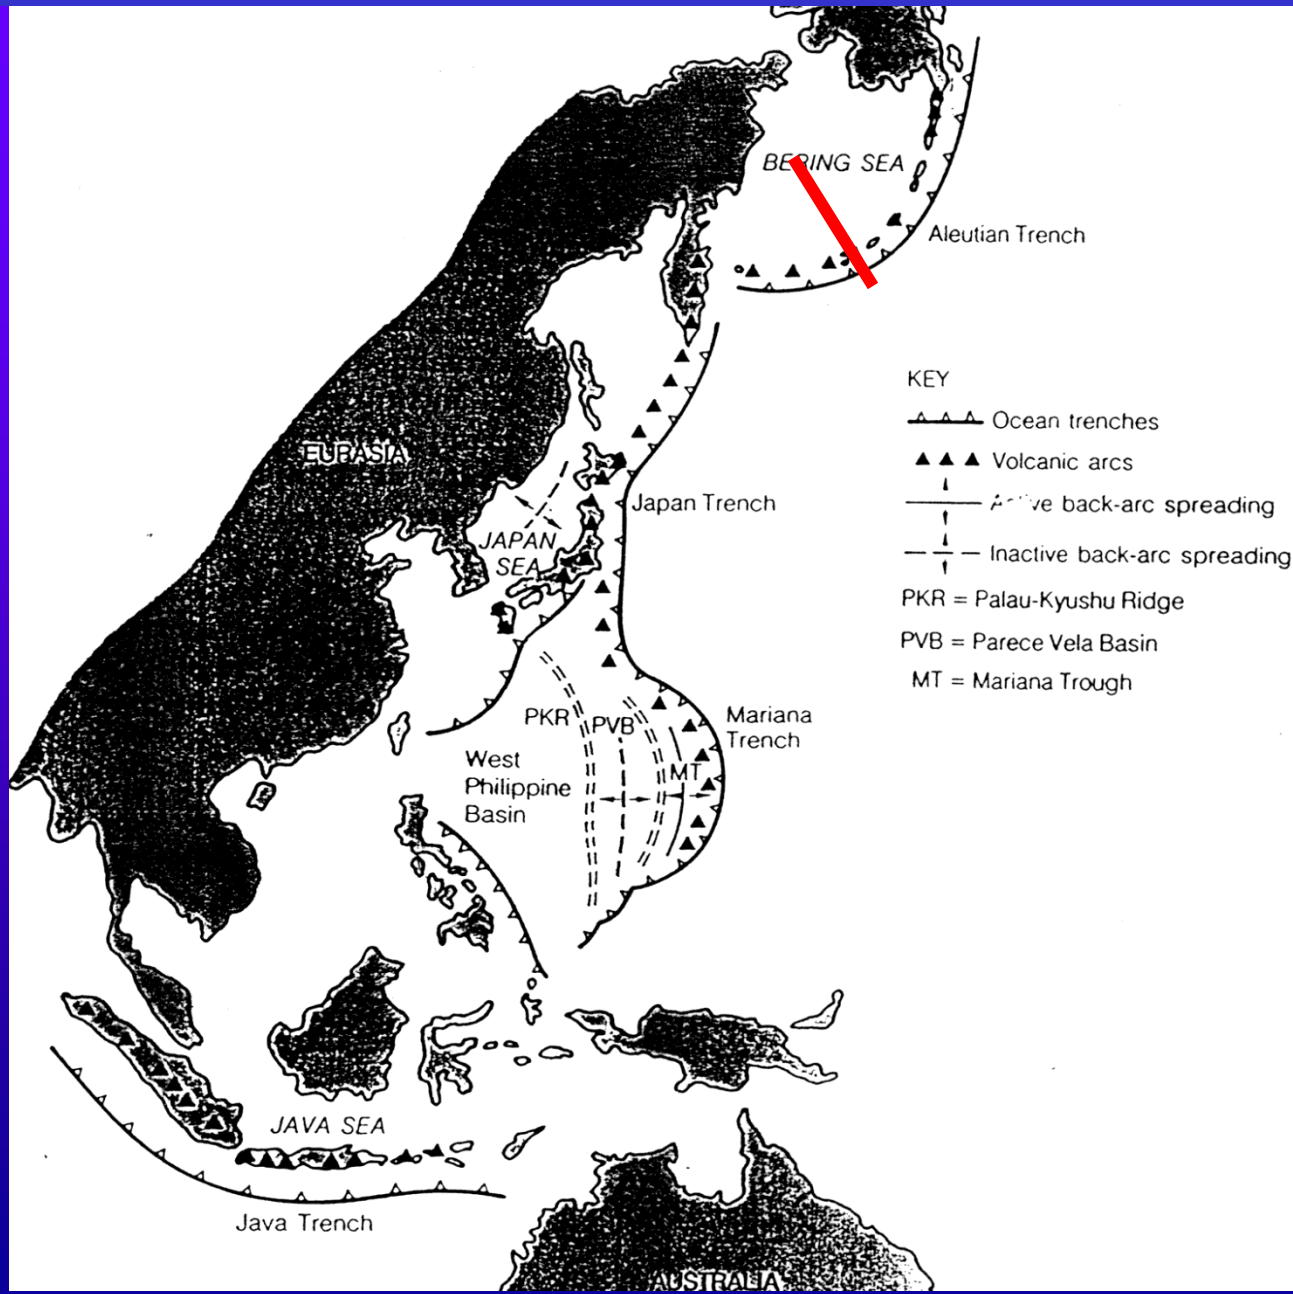 BERING SEA
Aleutian Trench
KEY
Ocean trenches
Volcanic arcs
back-arc spreading
Inactive back-arc spreading
PKR = Palau-Kyushu Ridge
PVB = Parece Vela Basin
MT = Mariana Trough
EURASIA
Japan Trench
JAPAN
SEA
PKR
PVB
MT
Mariana
Trench
West
Philippine
Basin
JAVA SEA
Java Trench
AUSTRALIA